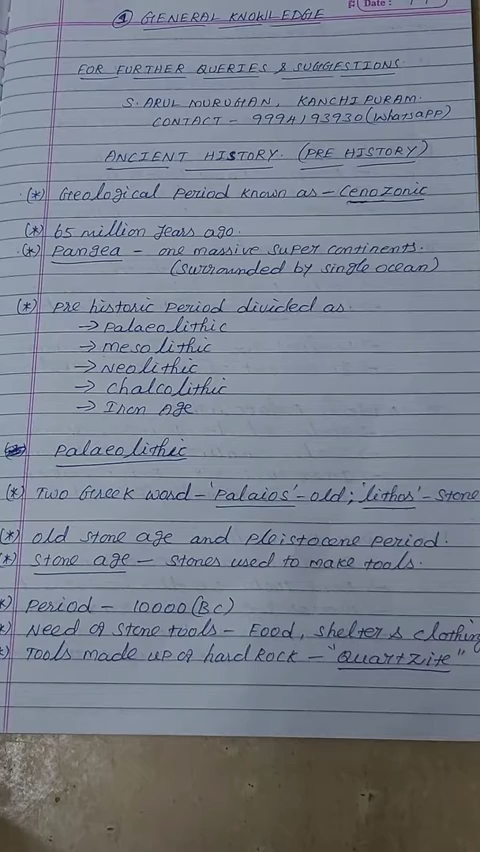 Date :
① GENERAL KNOWLEDGE
FOR FURTHER QUERIES & SUGGESTIONS.
S. ARUL MURUGHAN, KANCHIPURAM.
CONTACT - 9994193930 (whatsapp)
ANCIENT HISTORY. (PRE HISTORY)
(*) Geological Period known as - Cenozonic
(*) 65 million years ago.
(*) Pangea - one massive super continents.
(surrounded by single ocean)
(*) Pre historic Period divided as.
→ Palaeolithic
→ mesolithic
→ Neolithic
→ Chalcolithic
→ Iron Age
Palaeolithic
(*) Two Greek word - 'Palaios' - old; 'lithos' - stone
(*) old stone age and Pleistocene Period.
(*) Stone age - stones used to make tools.
(*) Period - 10000 (BC)
(*) Need of stone tools - Food, shelter & clothing
(*) Tools made up of hard Rock - "Quartzite"